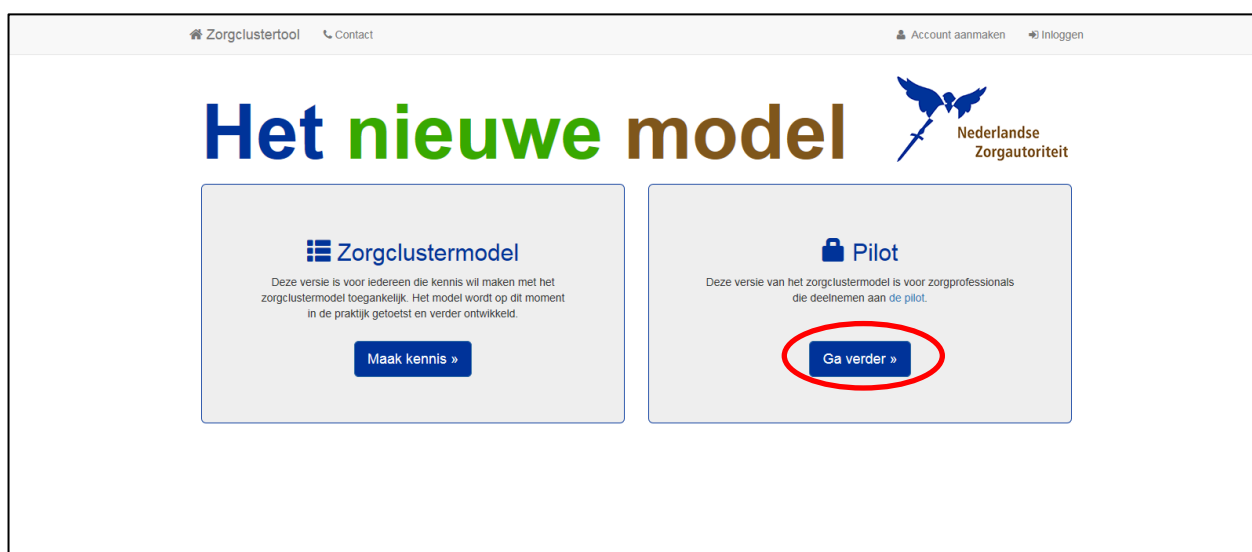 Zorgclustertool Contact Account aanmaken Inloggen
Het nieuwe model
Nederlandse
Zorgautoriteit
Zorgclustermodel
Deze versie is voor iedereen die kennis wil maken met het
zorgclustermodel toegankelijk. Het model wordt op dit moment
in de praktijk getoetst en verder ontwikkeld.
Maak kennis »
Pilot
Deze versie van het zorgclustermodel is voor zorgprofessionals
die deelnemen aan de pilot.
Ga verder »